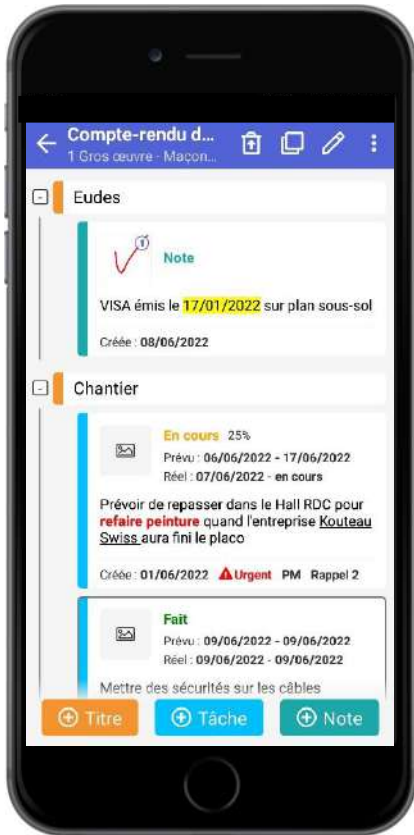 Compte-rendu d...
1 Gros œuvre - Maçon...
Eudes
1
Note
VISA émis le 17/01/2022 sur plan sous-sol
Créée : 08/06/2022
Chantier
En cours 25%
Prévu : 06/06/2022 - 17/06/2022
Réel : 07/06/2022 - en cours
Prévoir de repasser dans le Hall RDC pour
refaire peinture quand l'entreprise Kouteau
Swiss aura fini le placo
Créée : 01/06/2022 Urgent PM Rappel 2
Fait
Prévu : 09/06/2022 - 09/06/2022
Réel : 09/06/2022 - 09/06/2022
Mettre des sécurités sur les câbles
Titre
Tâche
Note